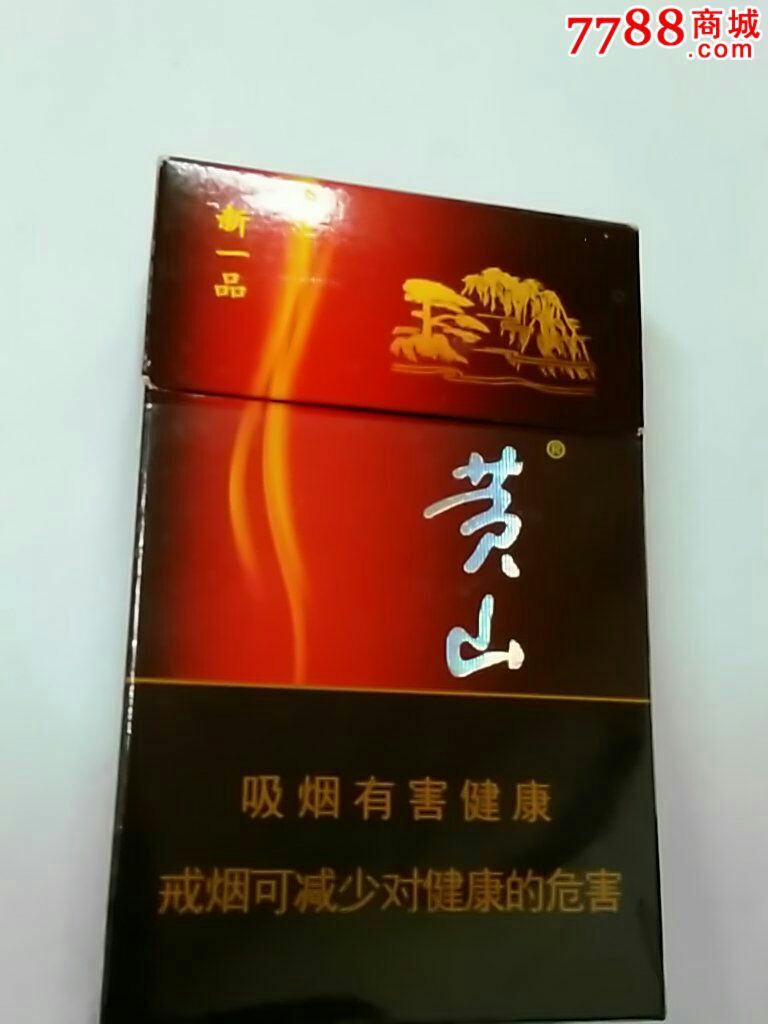 7788商城
.com
新一品
黄山®
吸烟有害健康
戒烟可减少对健康的危害